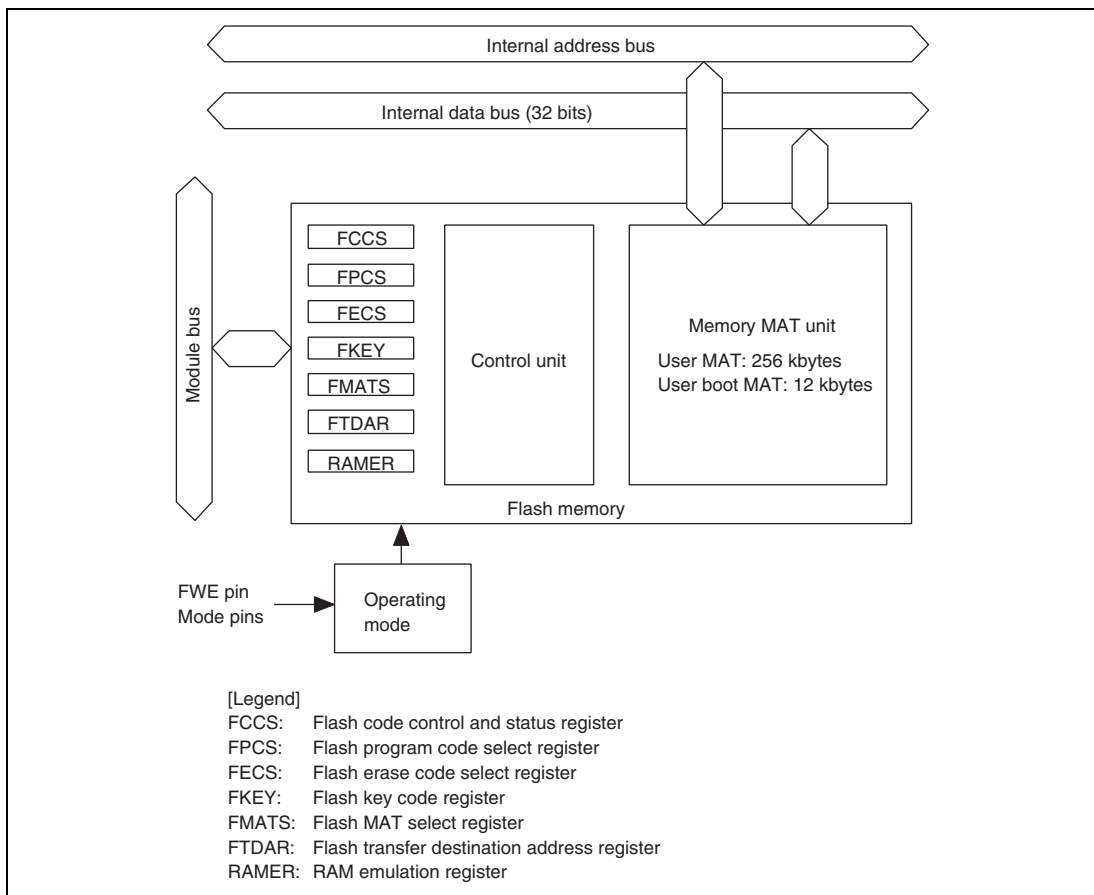 Internal address bus
Internal data bus (32 bits)
Module bus
FCCS
FPCS
FECS
FKEY
FMATS
FTDAR
RAMER
Control unit
Memory MAT unit
User MAT: 256 kbytes
User boot MAT: 12 kbytes
Flash memory
FWE pin
Mode pins
Operating
mode
[Legend]
FCCS: Flash code control and status register
FPCS: Flash program code select register
FECS: Flash erase code select register
FKEY: Flash key code register
FMATS: Flash MAT select register
FTDAR: Flash transfer destination address register
RAMER: RAM emulation register